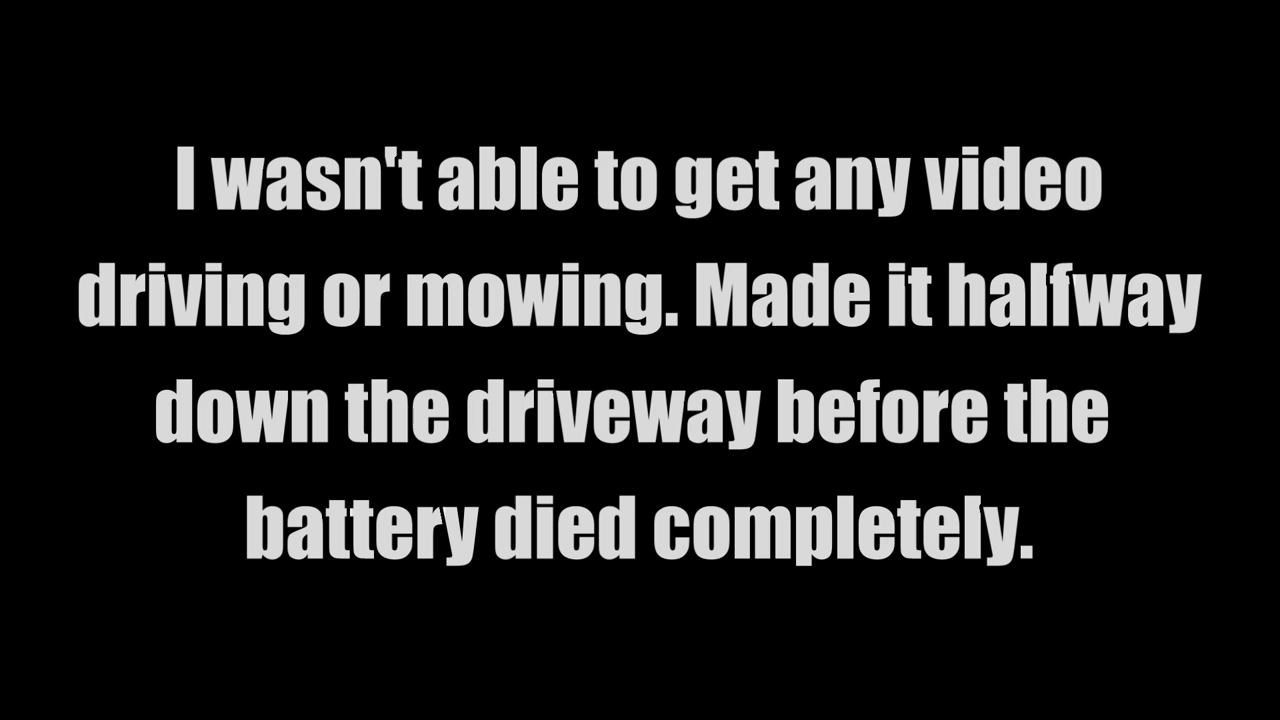 I wasn't able to get any video
driving or mowing. Made it halfway
down the driveway before the
battery died completely.